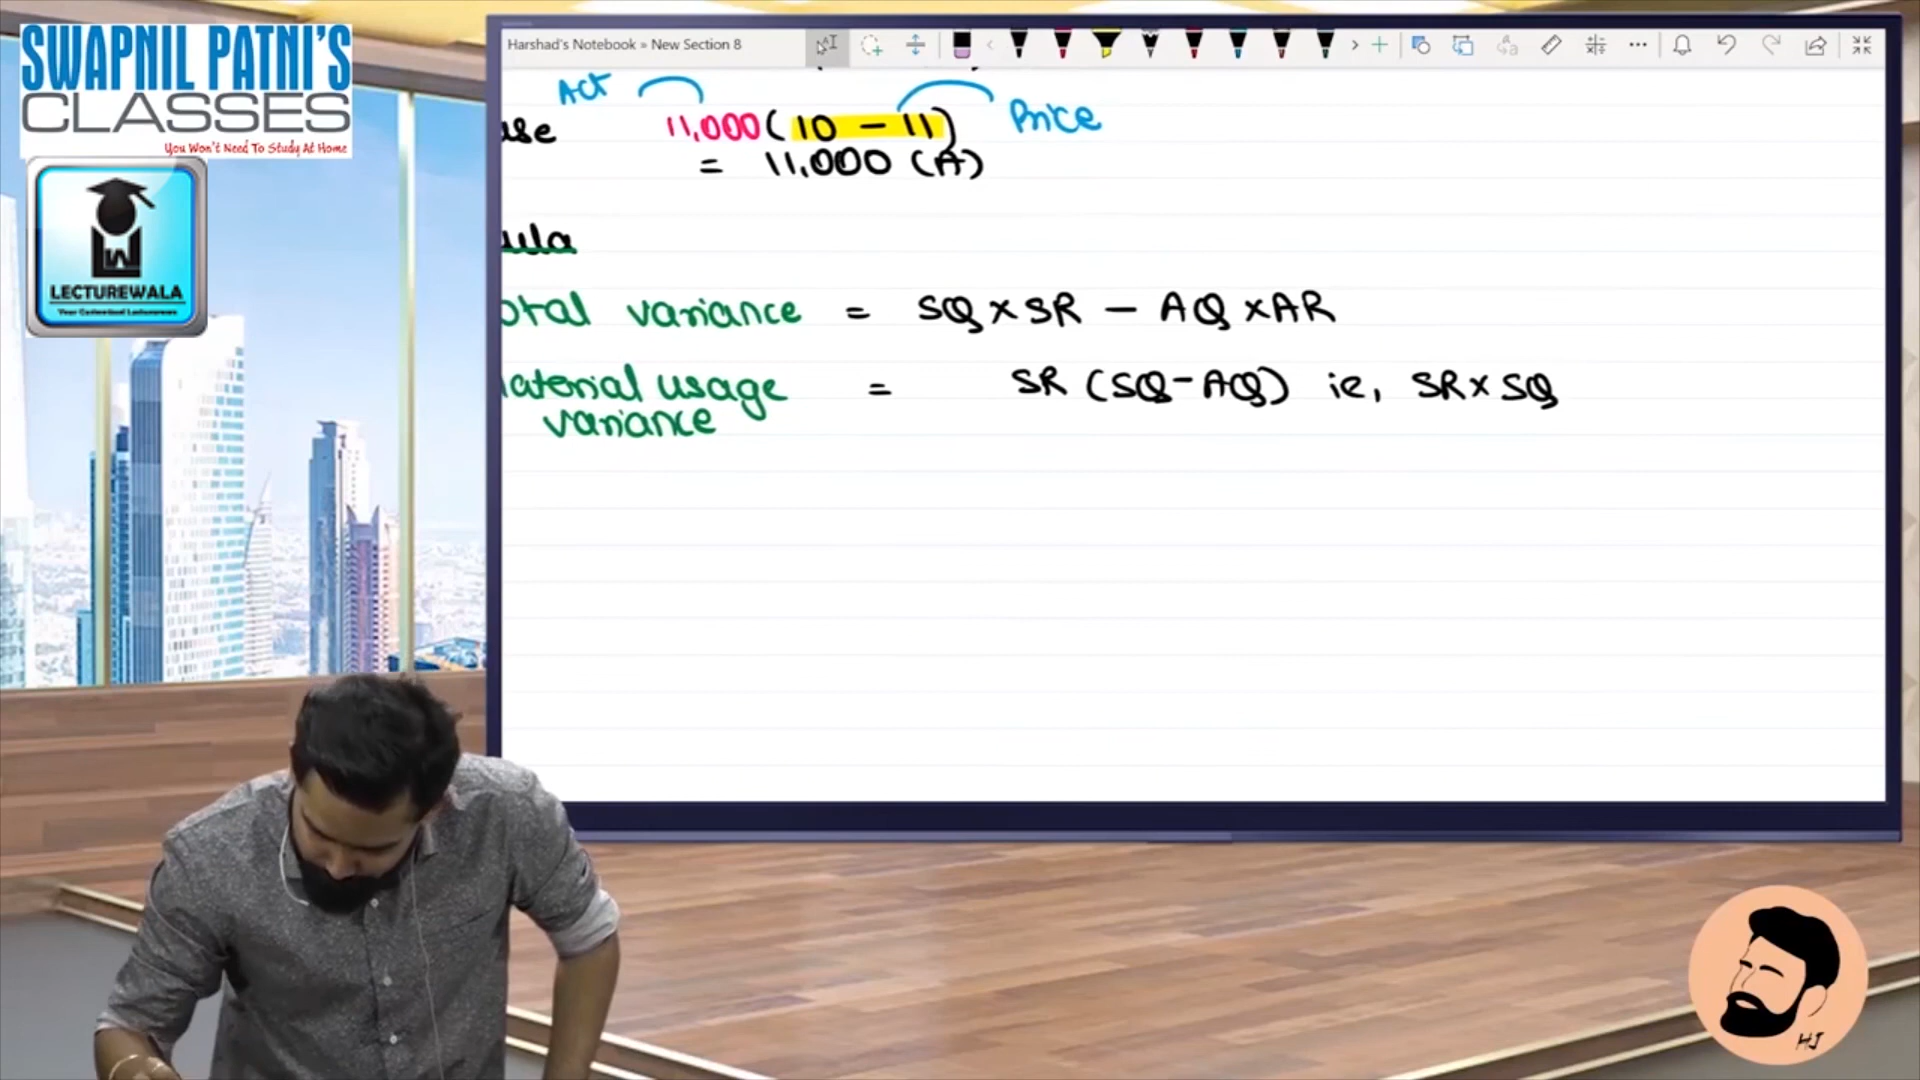 SWAPNIL PATNI'S
CLASSES
You Won't Need To Study At Home
LW
LECTUREWALA
Harshad's Notebook » New Section 8
Act
Price
use 11,000 (10 - 11)
= 11,000 (A)
ula
otal variance = SQ x SR - AQ x AR
aterial usage = SR (SQ-AQ) ie, SR x SQ
variance
HJ